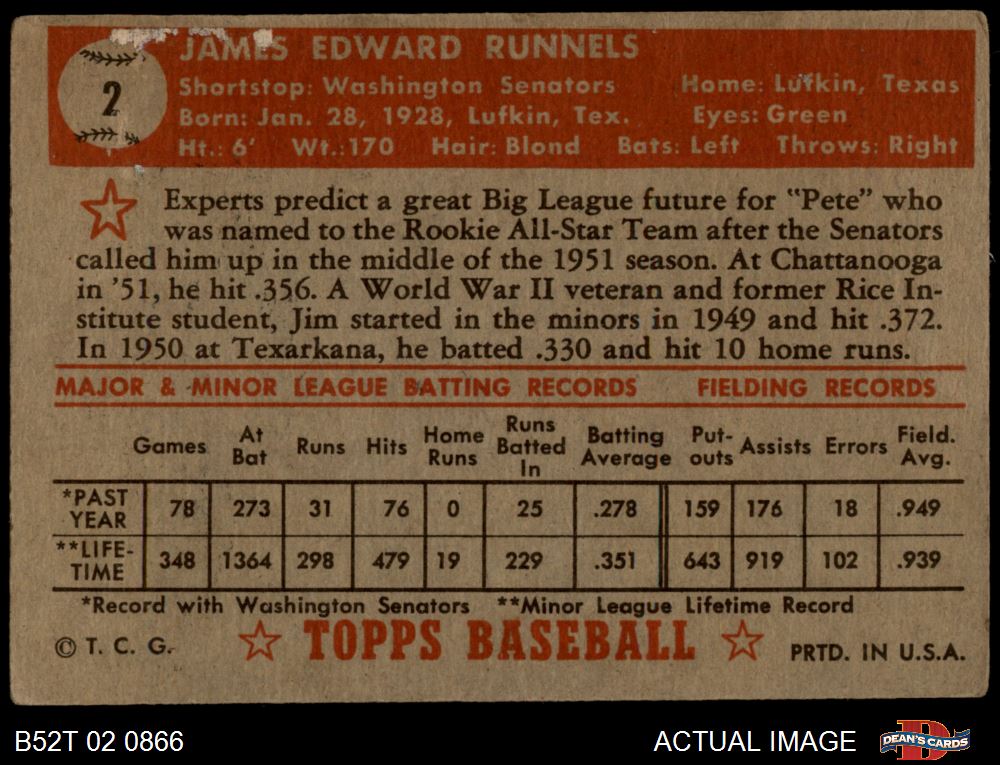 JAMES EDWARD RUNNELS
2
Shortstop: Washington Senators Home: Lufkin, Texas
Born: Jan. 28, 1928, Lufkin, Tex. Eyes: Green
Ht.: 6' Wt.: 170 Hair: Blond Bats: Left Throws: Right
Experts predict a great Big League future for "Pete" who
was named to the Rookie All-Star Team after the Senators
called him up in the middle of the 1951 season. At Chattanooga
in '51, he hit .356. A World War II veteran and former Rice In-
stitute student, Jim started in the minors in 1949 and hit .372.
In 1950 at Texarkana, he batted .330 and hit 10 home runs.
MAJOR & MINOR LEAGUE BATTING RECORDS FIELDING RECORDS
Games At Bat Runs Hits Home Runs Runs Batted In Batting Average Put-outs Assists Errors Field. Avg.
*PAST YEAR 78 273 31 76 0 25 .278 159 176 18 .949
**LIFE-TIME 348 1364 298 479 19 229 .351 643 919 102 .939
*Record with Washington Senators **Minor League Lifetime Record
© T. C. G. TOPPS BASEBALL PRTD. IN U.S.A.
B52T 02 0866 ACTUAL IMAGE DEAN'S CARDS